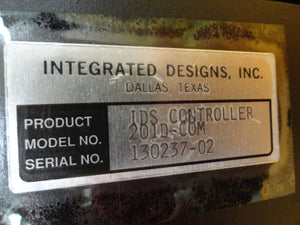 INTEGRATED DESIGNS, INC.
DALLAS, TEXAS
PRODUCT IDS CONTROLLER
MODEL NO. 201D-COM
SERIAL NO. 130237-02